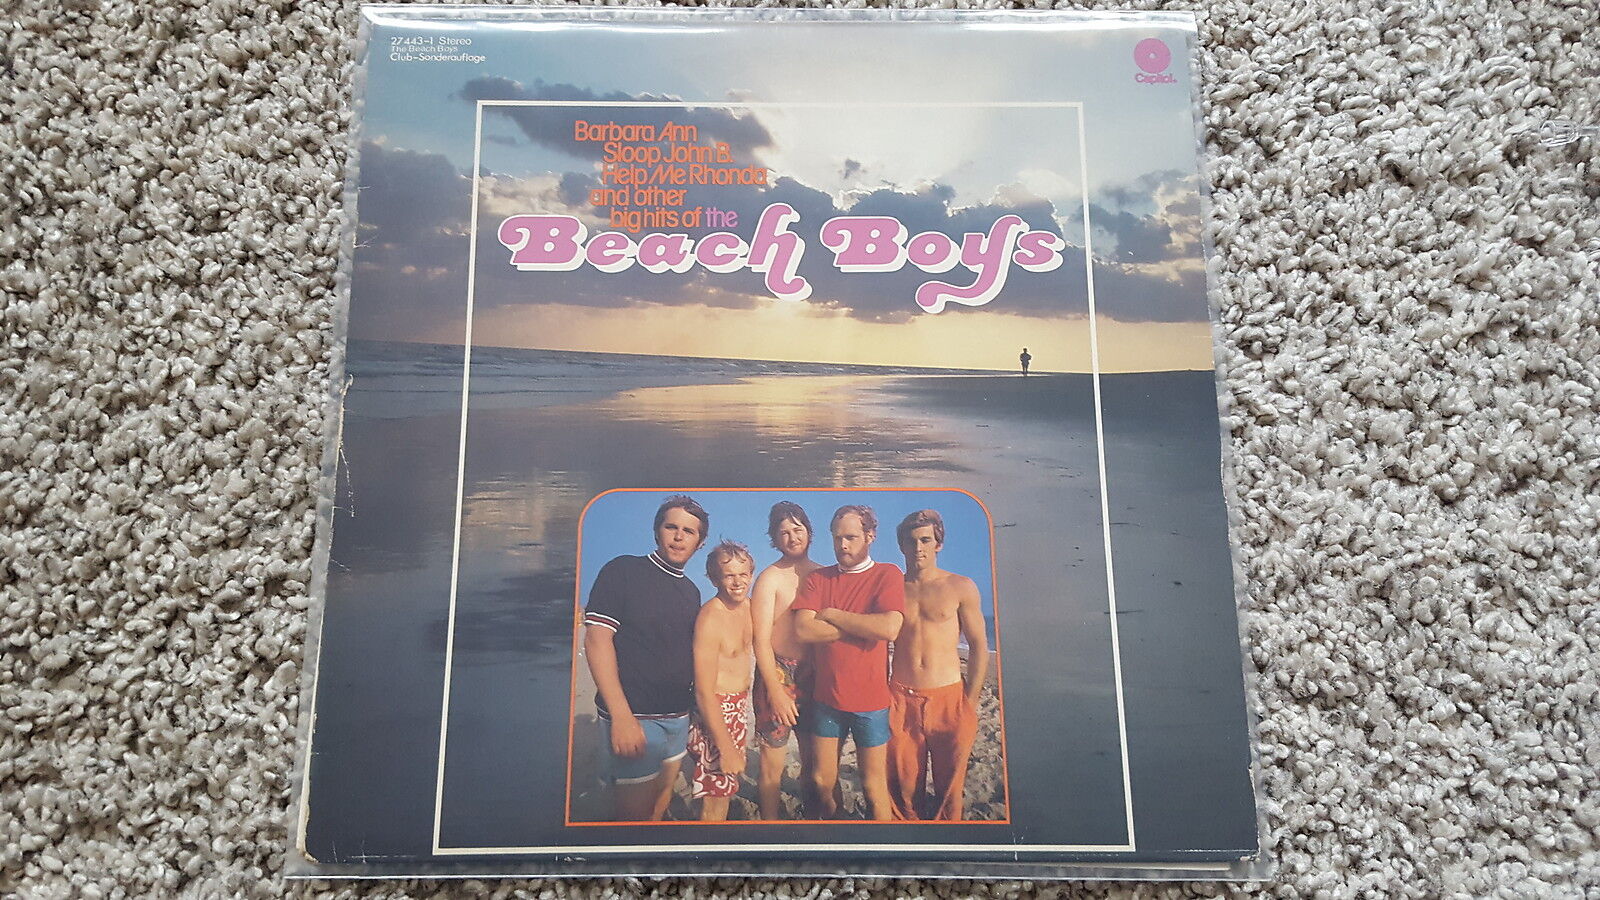 27443-1 Stereo
The Beach Boys
Club-Sonderauflage
Capitol
Barbara Ann
Sloop John B.
Help Me Rhonda
and other
big hits of the
Beach Boys